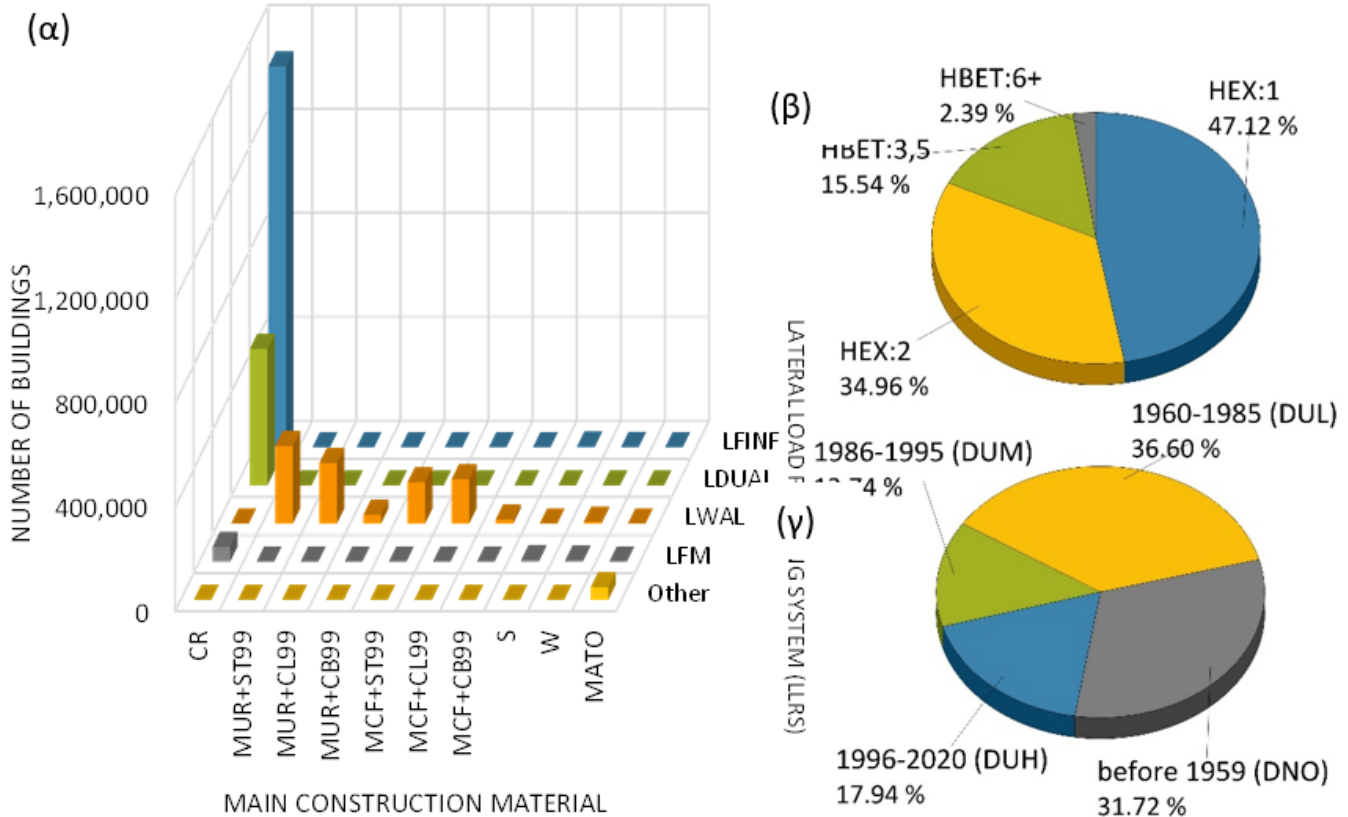 (α)
1,600,000
1,200,000
800,000
400,000
0
NUMBER OF BUILDINGS
LFINF
LDUAL
LWAL
LFM
Other
CR
MUR+ST99
MUR+CL99
MUR+CB99
MCF+ST99
MCF+CL99
MCF+CB99
S
W
MATO
MAIN CONSTRUCTION MATERIAL
LATERAL LOAD
(β)
HBET:6+
2.39 %
HEX:1
47.12 %
HBET:3,5
15.54 %
HEX:2
34.96 %
1960-1985 (DUL)
36.60 %
1986-1995 (DUM)
(γ)
SYSTEM (LLRS)
1996-2020 (DUH)
17.94 %
before 1959 (DNO)
31.72 %